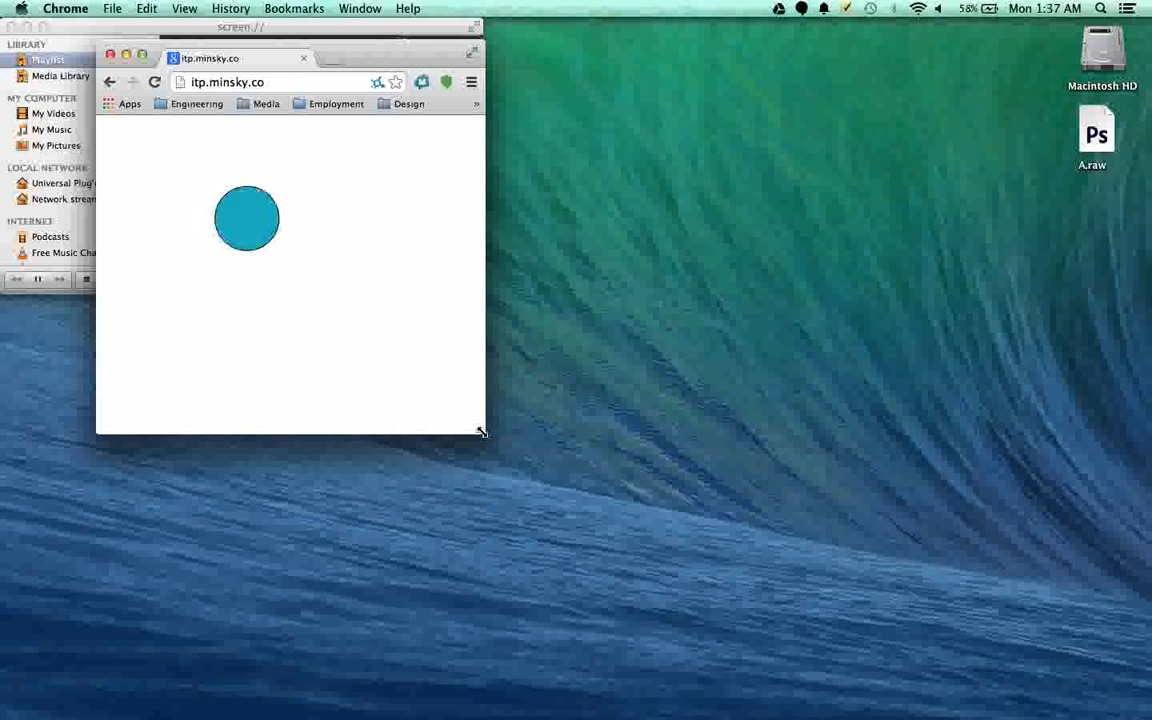 Chrome File Edit View History Bookmarks Window Help 58% Mon 1:37 AM
screen://
LIBRARY
Playlist
Media Library
MY COMPUTER
My Videos
My Music
My Pictures
LOCAL NETWORK
Universal Plug'
Network stream
INTERNET
Podcasts
Free Music Cha
itp.minsky.co
itp.minsky.co
Apps Engineering Media Employment Design »
Macintosh HD
Ps
A.raw